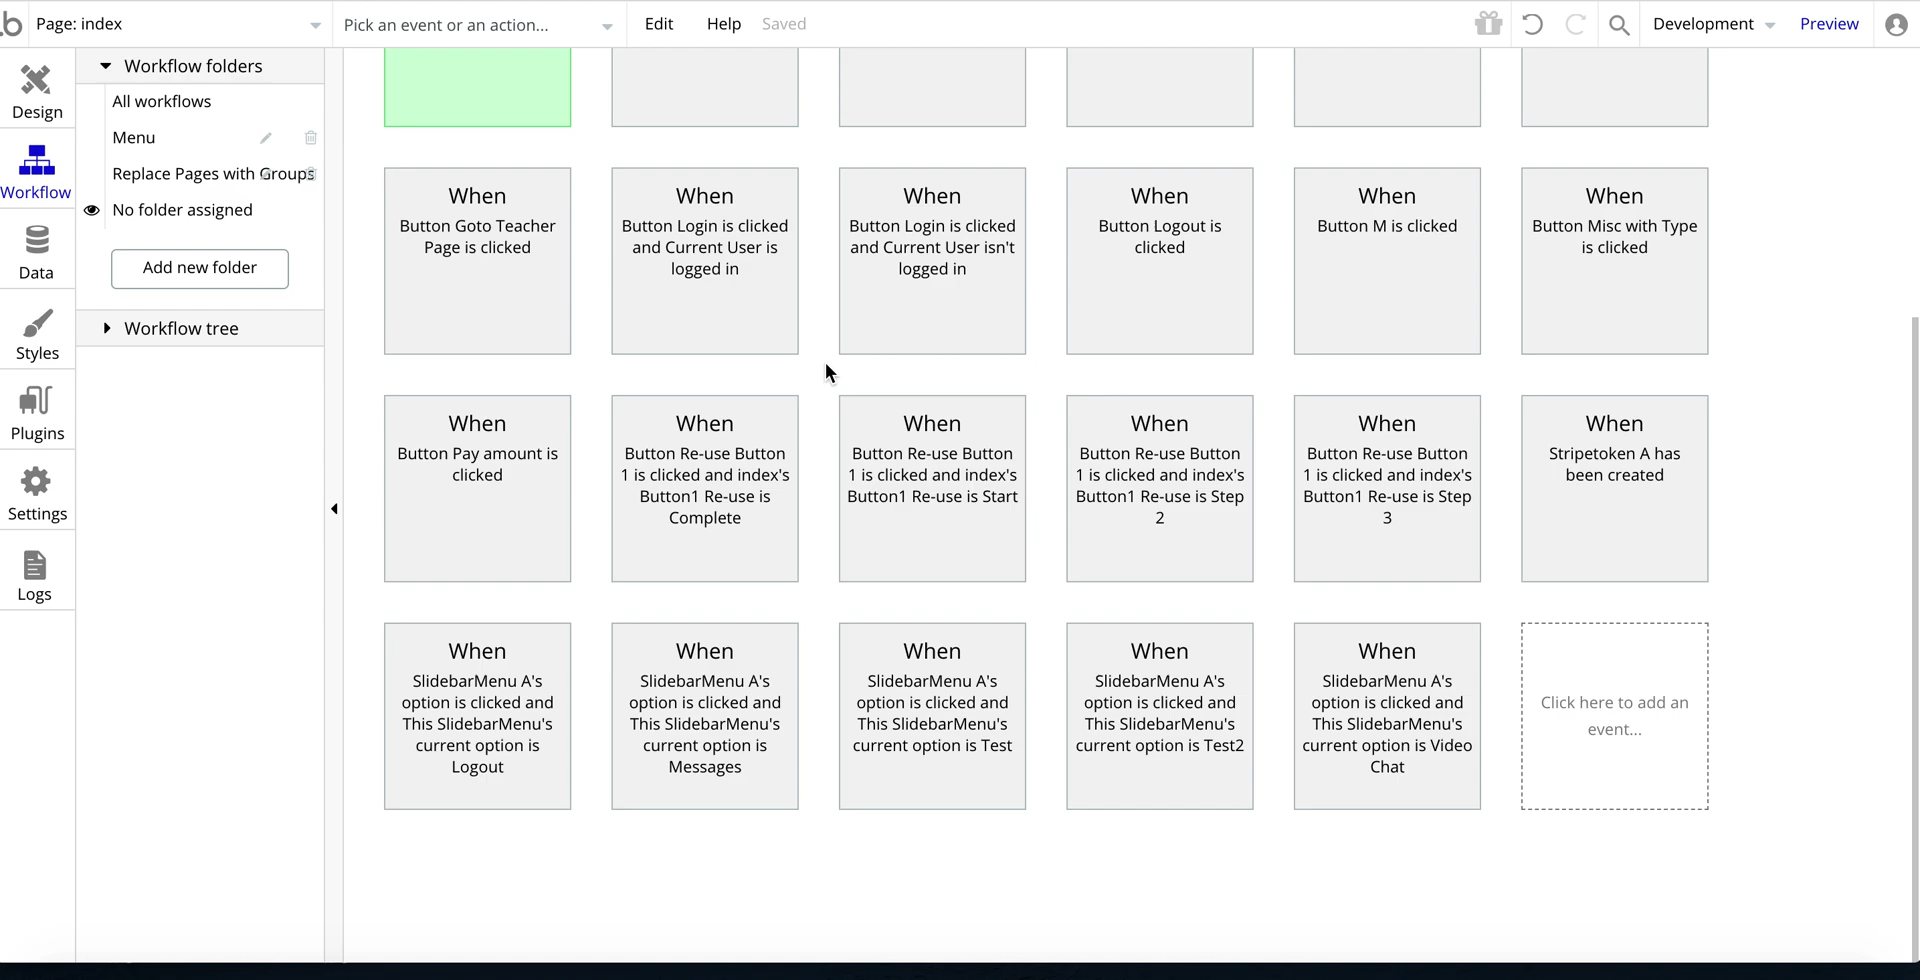 .b
Page: index
Pick an event or an action...
Edit
Help
Saved
Development
Preview
Design
Workflow
Data
Styles
Plugins
Settings
Logs
Workflow folders
All workflows
Menu
Replace Pages with Groups
No folder assigned
Add new folder
Workflow tree
When
Button Goto Teacher
Page is clicked
When
Button Login is clicked
and Current User is
logged in
When
Button Login is clicked
and Current User isn't
logged in
When
Button Logout is
clicked
When
Button M is clicked
When
Button Misc with Type
is clicked
When
Button Pay amount is
clicked
When
Button Re-use Button
1 is clicked and index's
Button1 Re-use is
Complete
When
Button Re-use Button
1 is clicked and index's
Button1 Re-use is Start
When
Button Re-use Button
1 is clicked and index's
Button1 Re-use is Step
2
When
Button Re-use Button
1 is clicked and index's
Button1 Re-use is Step
3
When
Stripetoken A has
been created
When
SlidebarMenu A's
option is clicked and
This SlidebarMenu's
current option is
Logout
When
SlidebarMenu A's
option is clicked and
This SlidebarMenu's
current option is
Messages
When
SlidebarMenu A's
option is clicked and
This SlidebarMenu's
current option is Test
When
SlidebarMenu A's
option is clicked and
This SlidebarMenu's
current option is Test2
When
SlidebarMenu A's
option is clicked and
This SlidebarMenu's
current option is Video
Chat
Click here to add an
event...